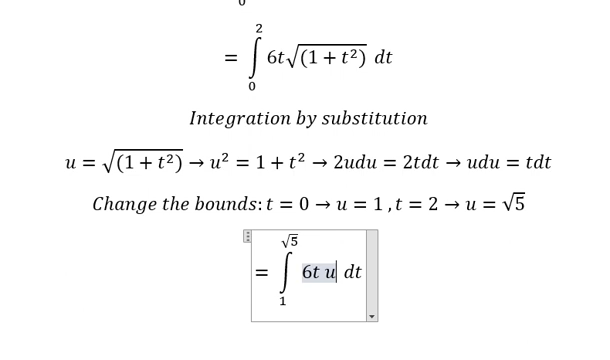 0
= ∫₀² 6t√(1 + t²) dt
Integration by substitution
u = √(1 + t²) → u² = 1 + t² → 2udu = 2tdt → udu = tdt
Change the bounds: t = 0 → u = 1 , t = 2 → u = √5
= ∫₁^√5 6t u dt